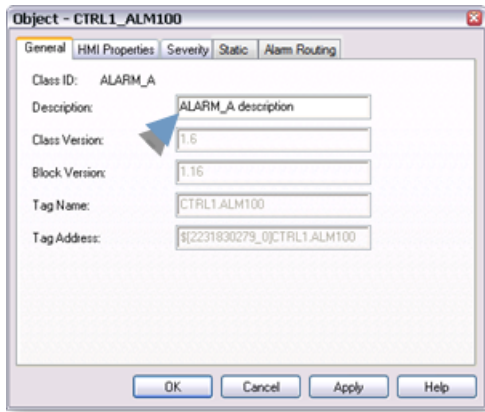 Object - CTRL1_ALM100
General HMI Properties Severity Static Alarm Routing
Class ID: ALARM_A
Description: ALARM_A description
Class Version: 1.6
Block Version: 1.16
Tag Name: CTRL1.ALM100
Tag Address: $[2231830279_0]CTRL1.ALM100
OK Cancel Apply Help